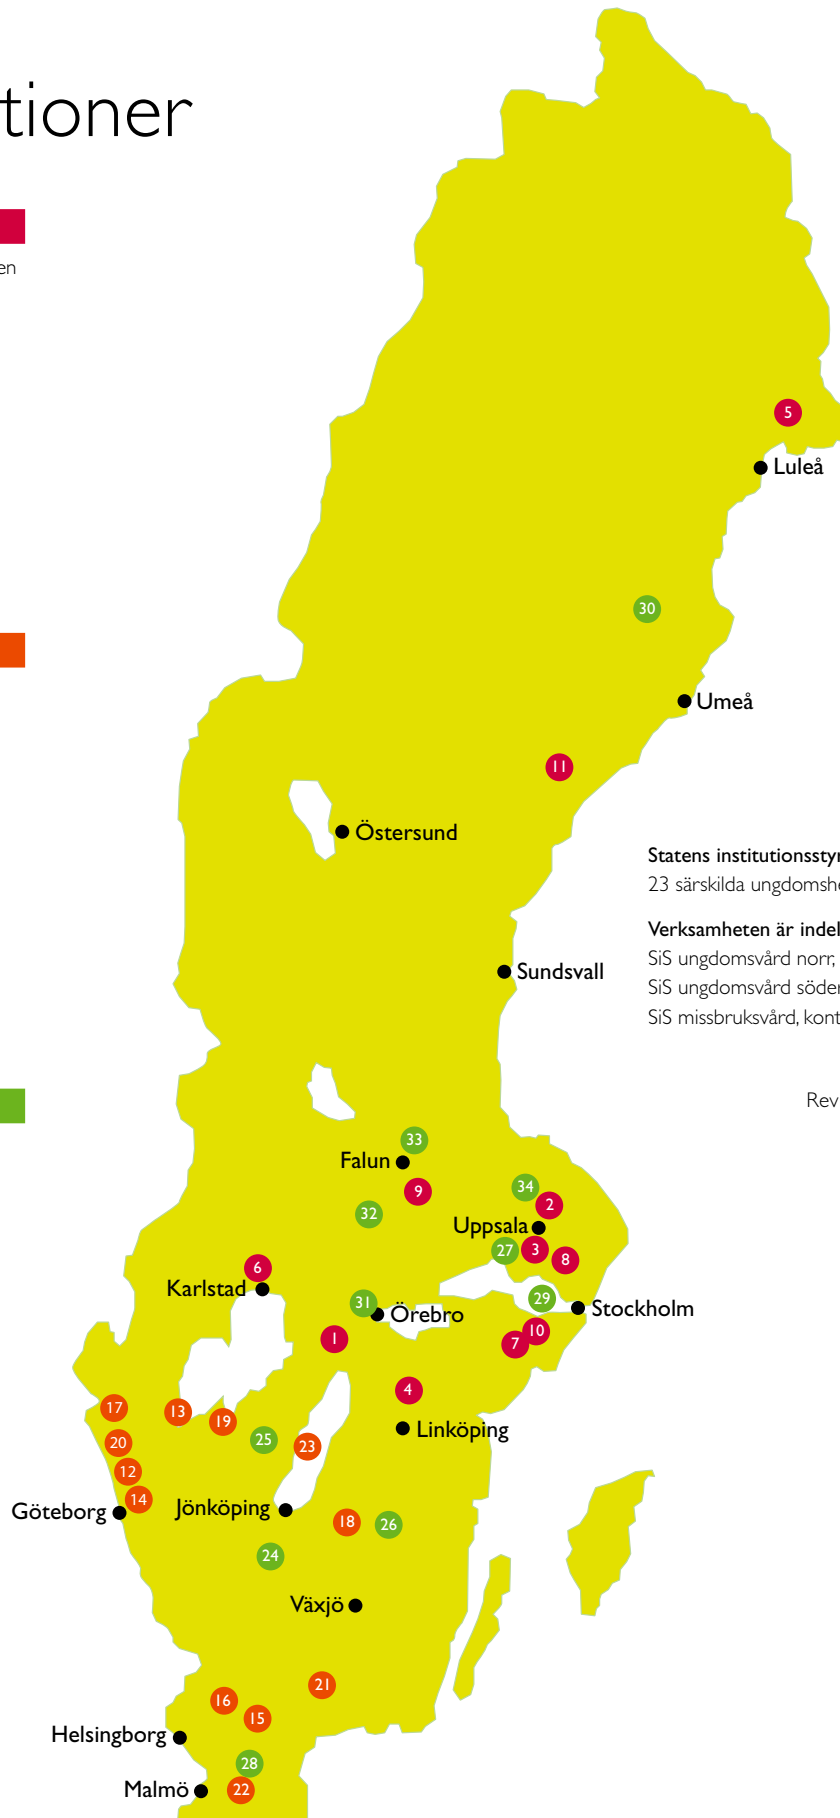 tioner
en
5
Luleå
30
Umeå
11
Östersund
Statens institutionssty
23 särskilda ungdomsh
Verksamheten är indel
Sundsvall
SiS ungdomsvård norr,
SiS ungdomsvård söder
SiS missbruksvård, kont
Rev
33
Falun
9
34
2
32
Uppsala
27
3
8
6
Karlstad
29
31
Örebro
Stockholm
1
10
7
4
17
13
19
Linköping
20
25
23
12
14
Göteborg
Jönköping
18
26
24
Växjö
21
16
15
Helsingborg
28
Malmö
22